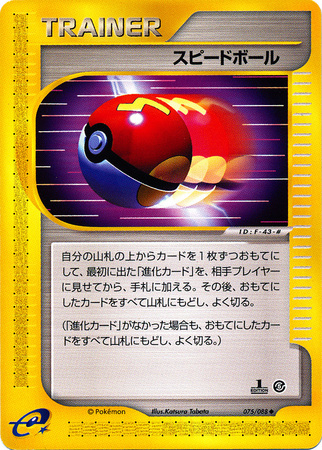 TRAINER
スピードボール
ID:F-43-#
自分の山札の上からカードを1枚ずつおもてに
して、最初に出た「進化カード」を、相手プレイヤー
に見せてから、手札に加える。その後、おもてにし
たカードをすべて山札にもどし、よく切る。
(「進化カード」がなかった場合も、おもてにしたカー
ドをすべて山札にもどし、よく切る。)
1
EDITION
e
© Pokémon Illus.Katsura Tabata 075/088 ◆